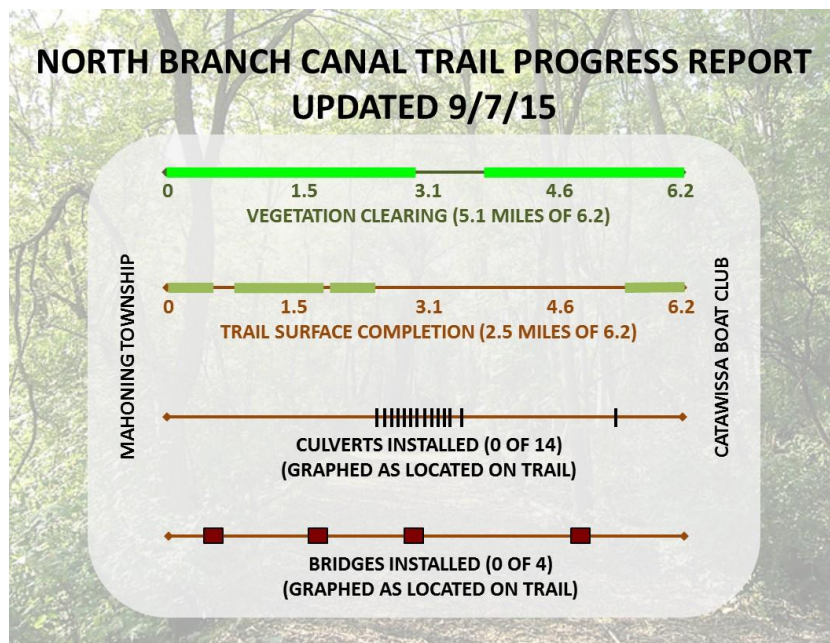 NORTH BRANCH CANAL TRAIL PROGRESS REPORT
UPDATED 9/7/15
0 1.5 3.1 4.6 6.2
VEGETATION CLEARING (5.1 MILES OF 6.2)
MAHONING TOWNSHIP
CATAWISSA BOAT CLUB
0 1.5 3.1 4.6 6.2
TRAIL SURFACE COMPLETION (2.5 MILES OF 6.2)
CULVERTS INSTALLED (0 OF 14)
(GRAPHED AS LOCATED ON TRAIL)
BRIDGES INSTALLED (0 OF 4)
(GRAPHED AS LOCATED ON TRAIL)